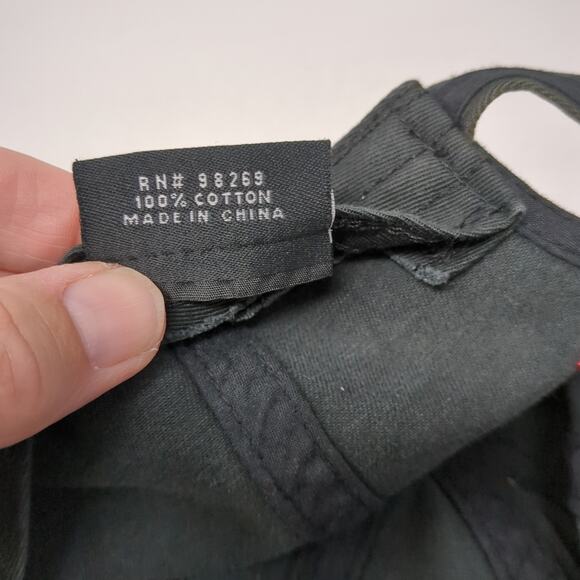 RN# 98269
100% COTTON
MADE IN CHINA